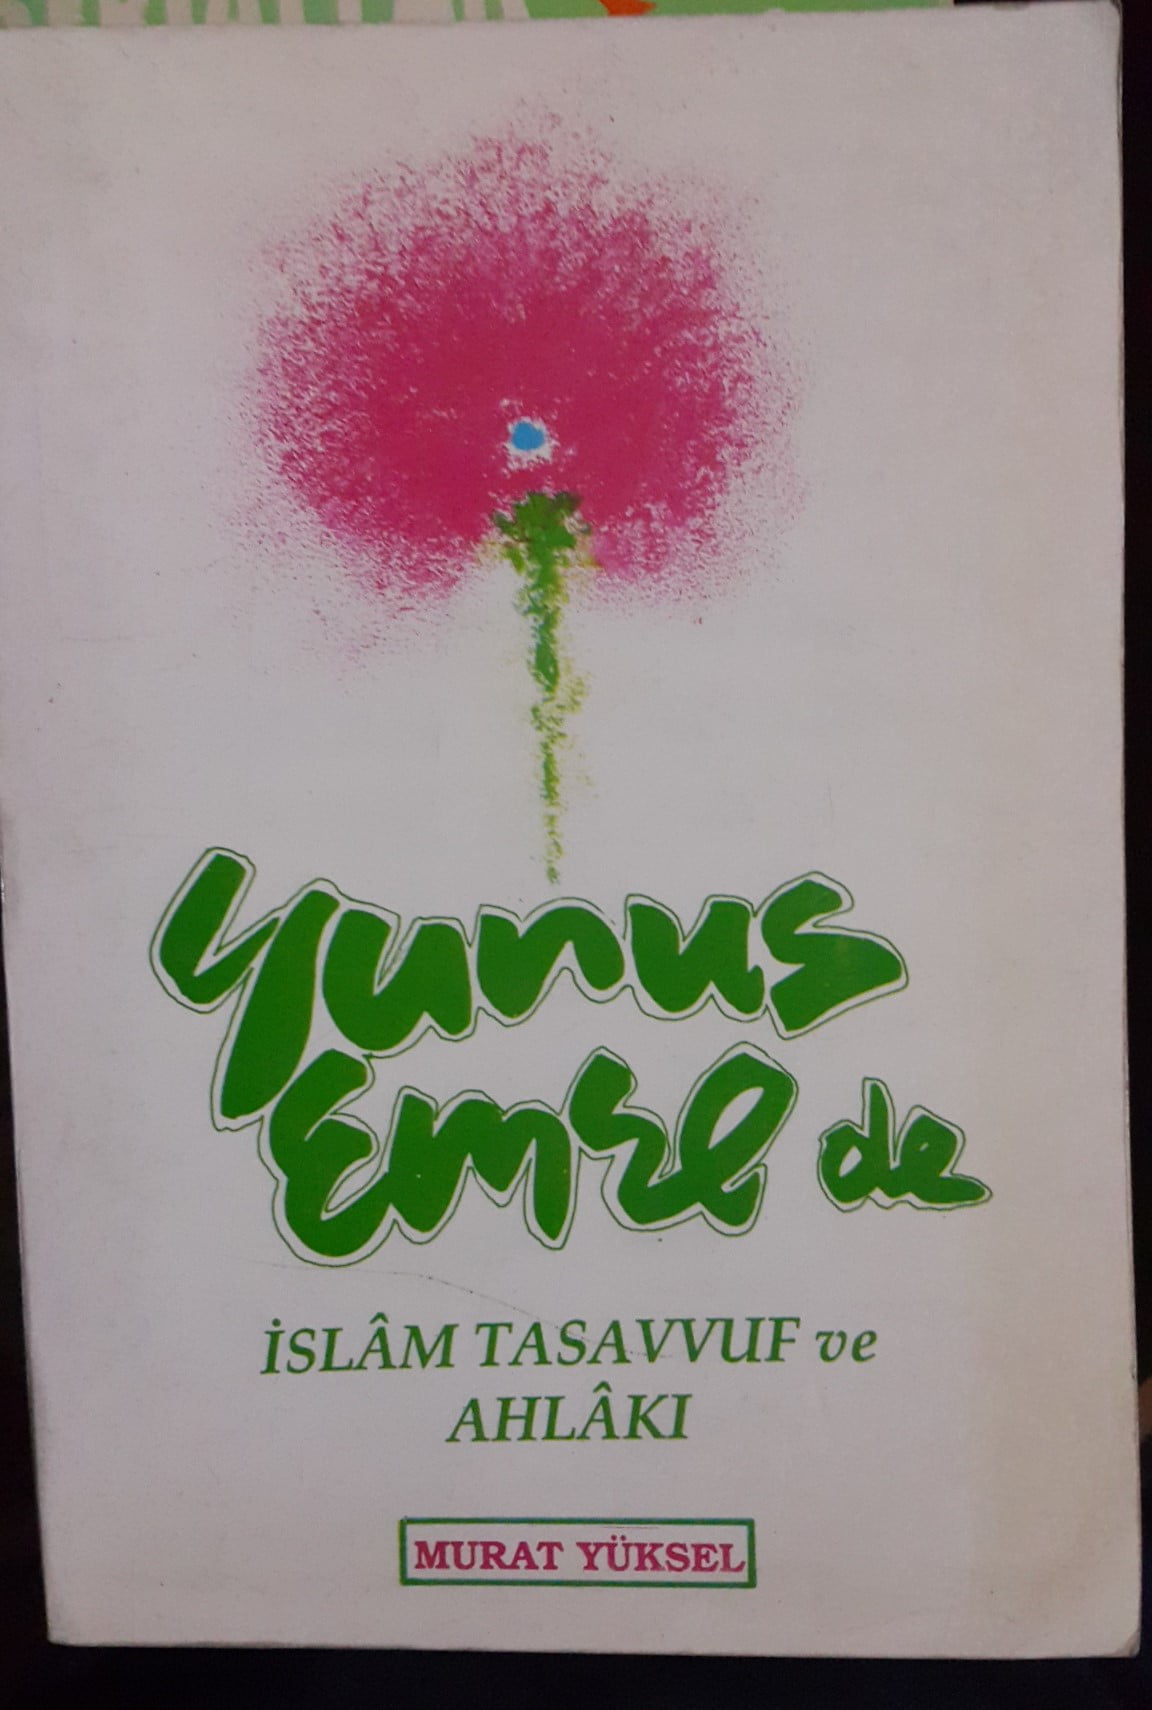 Yunus
Emre de
İSLÂM TASAVVUF ve
AHLÂKI
MURAT YÜKSEL